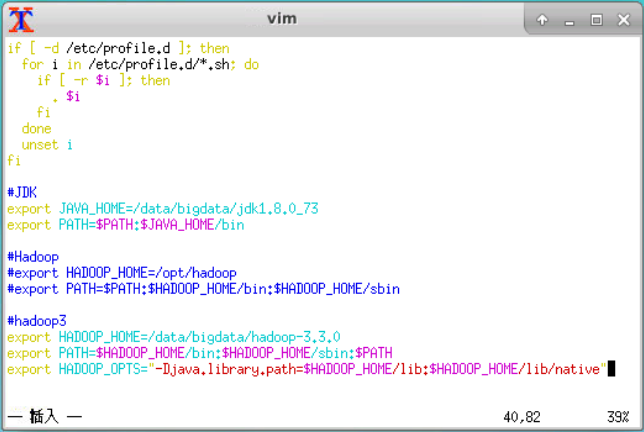 vim
if [ -d /etc/profile.d ]; then
  for i in /etc/profile.d/*.sh; do
    if [ -r $i ]; then
      . $i
    fi
  done
  unset i
fi

#JDK
export JAVA_HOME=/data/bigdata/jdk1.8.0_73
export PATH=$PATH:$JAVA_HOME/bin

#Hadoop
#export HADOOP_HOME=/opt/hadoop
#export PATH=$PATH:$HADOOP_HOME/bin:$HADOOP_HOME/sbin

#hadoop3
export HADOOP_HOME=/data/bigdata/hadoop-3.3.0
export PATH=$HADOOP_HOME/bin:$HADOOP_HOME/sbin:$PATH
export HADOOP_OPTS="-Djava.library.path=$HADOOP_HOME/lib:$HADOOP_HOME/lib/native"
— 插入 — 40,82 39%